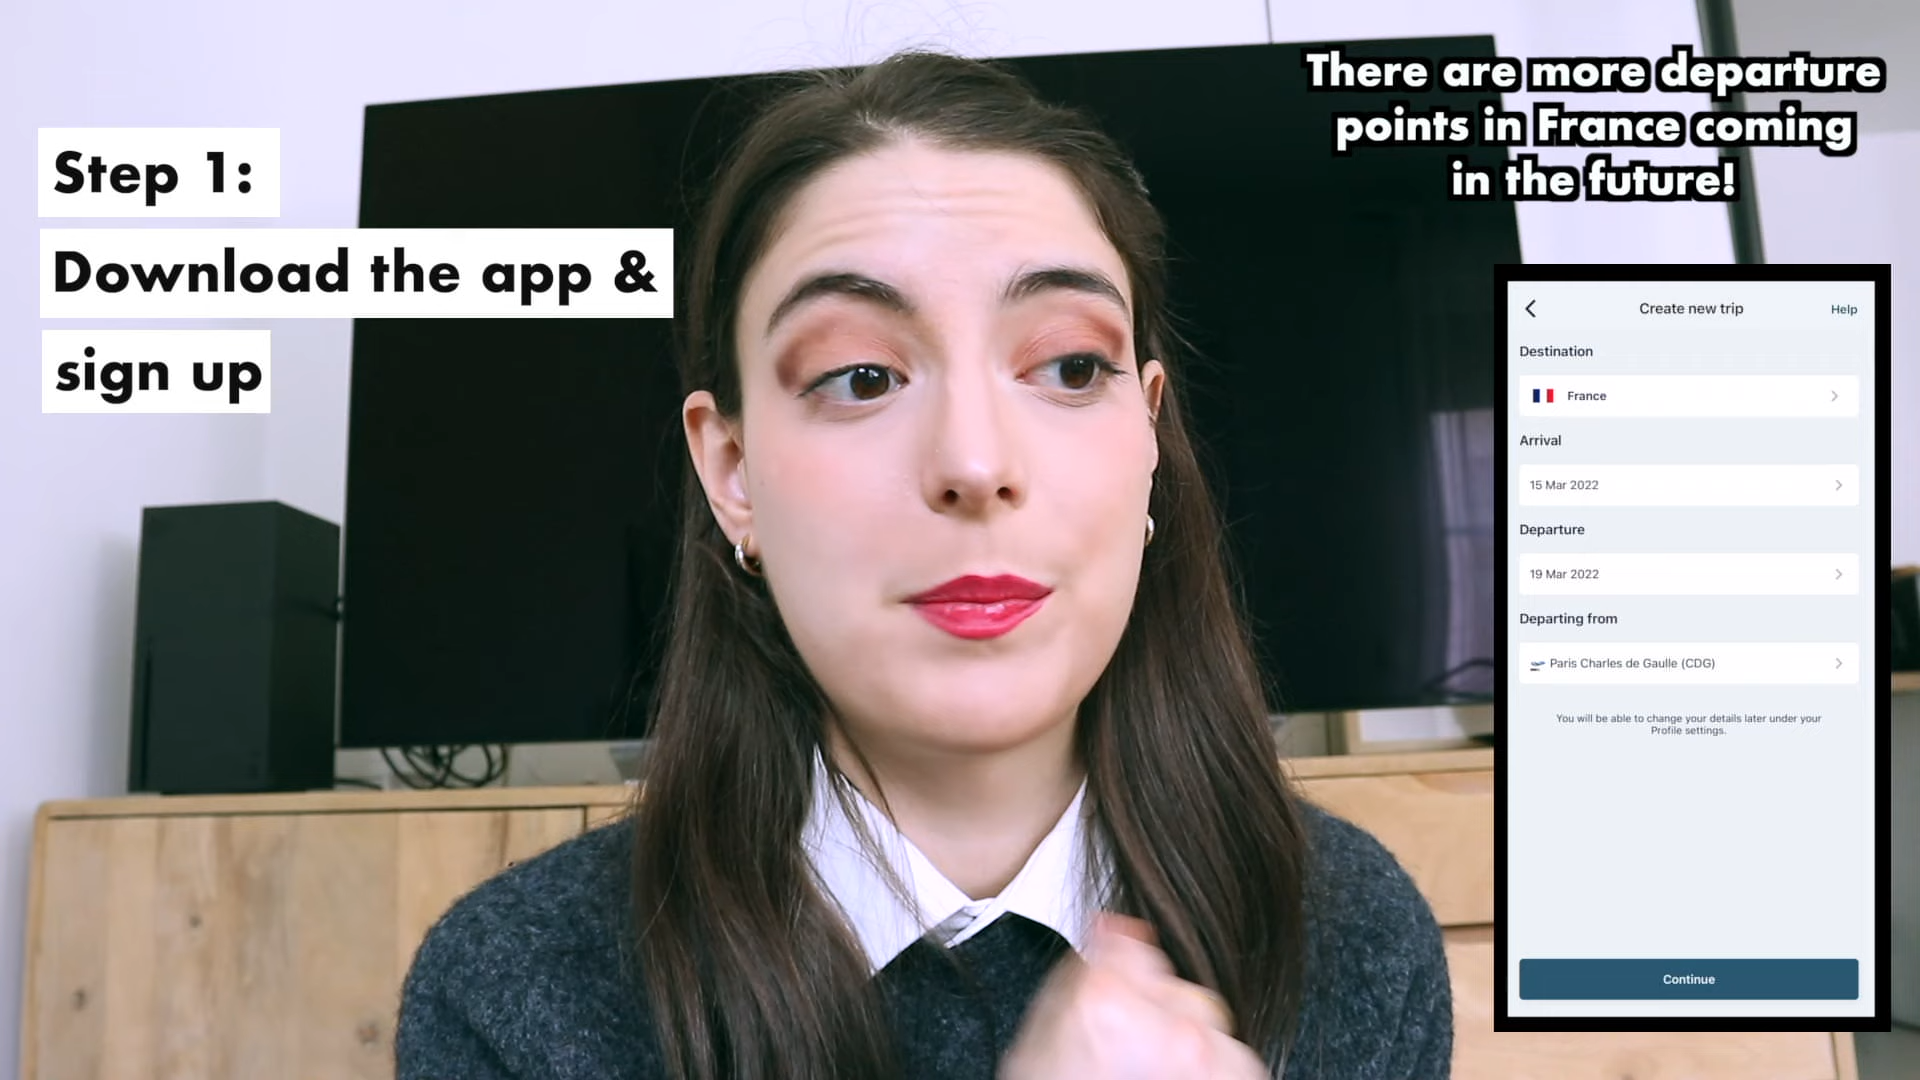 Step 1:
Download the app &
sign up
There are more departure
points in France coming
in the future!
Create new trip
Help
Destination
France
Arrival
15 Mar 2022
Departure
19 Mar 2022
Departing from
Paris Charles de Gaulle (CDG)
You will be able to change your details later under your
Profile settings.
Continue